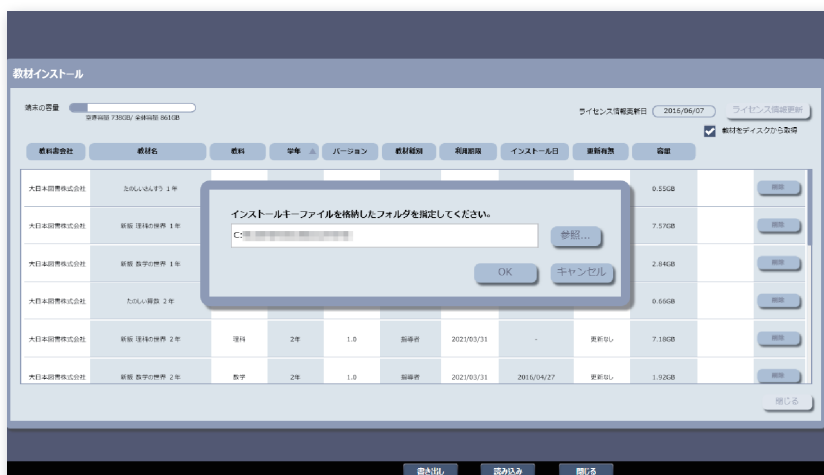 教材インストール
端末の容量
空き容量 738GB/ 全体容量 861GB
ライセンス情報更新日 2016/06/07 ライセンス情報更新
教材をディスクから取得
教科書会社 教材名 教科 学年 バージョン 教材種別 利用期限 インストール日 更新有無 容量
大日本図書株式会社 たのしいさんすう 1年 0.55GB 削除
大日本図書株式会社 新版 理科の世界 1年 7.57GB 削除
大日本図書株式会社 新版 数学の世界 1年 2.84GB 削除
大日本図書株式会社 たのしい算数 2年 0.66GB 削除
インストールキーファイルを格納したフォルダを指定してください。
C:
参照...
OK キャンセル
大日本図書株式会社 新版 理科の世界 2年 理科 2年 1.0 指導者 2021/03/31 - 更新なし 7.18GB 削除
大日本図書株式会社 新版 数学の世界 2年 数学 2年 1.0 指導者 2021/03/31 2016/04/27 更新なし 1.92GB 削除
閉じる
書き出し 読み込み 閉じる